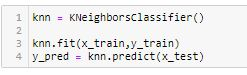 1 knn = KNeighborsClassifier()
2
3 knn.fit(x_train,y_train)
4 y_pred = knn.predict(x_test)